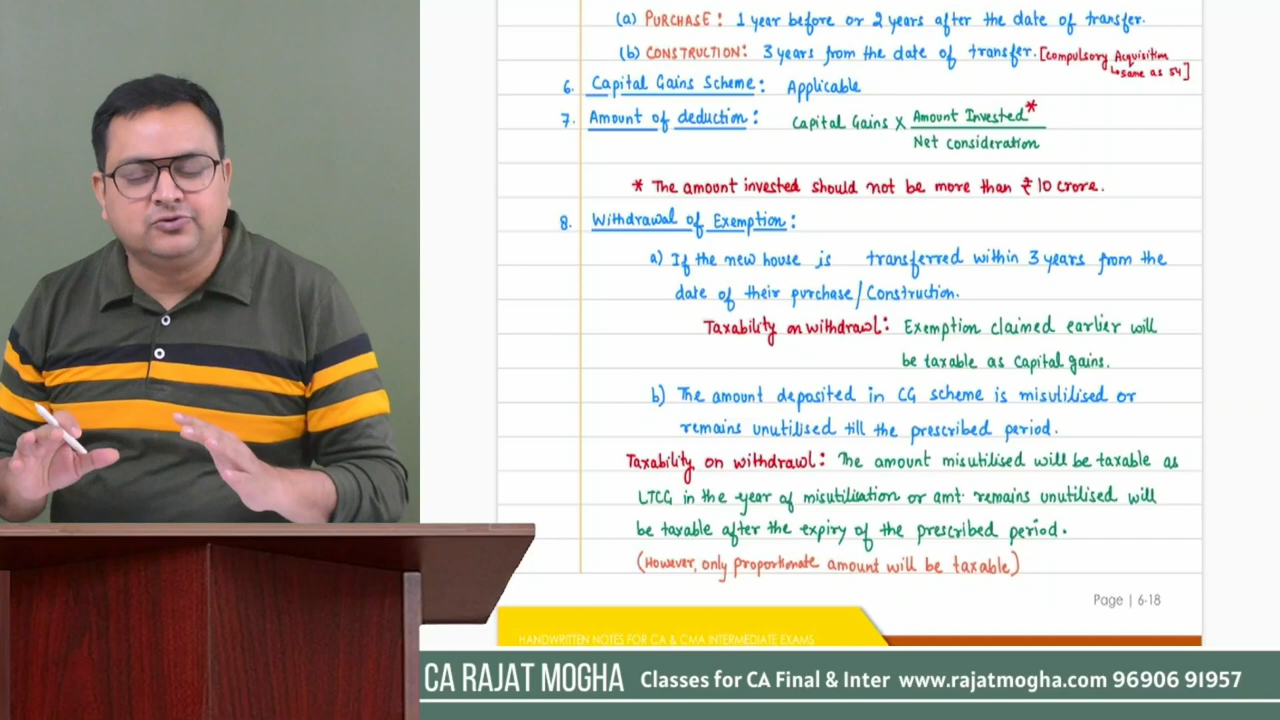 (a) PURCHASE: 1 year before or 2 years after the date of transfer.
(b) CONSTRUCTION: 3 years from the date of transfer. [Compulsory Acquisition
↳same as 54]
6. Capital Gains Scheme: Applicable
7. Amount of deduction: Capital Gains X Amount Invested*
Net consideration
* The amount invested should not be more than ₹10 crore.
8. Withdrawal of Exemption:
a) If the new house is transferred within 3 years from the
date of their purchase/Construction.
Taxability on withdrawl: Exemption claimed earlier will
be taxable as Capital gains.
b) The amount deposited in CG scheme is misutilised or
remains unutilised till the prescribed period.
Taxability on withdrawl: The amount misutilised will be taxable as
LTCG in the year of misutilisation or amt. remains unutilised will
be taxable after the expiry of the prescribed period.
(However, only proportionate amount will be taxable)
Page | 6-18
HANDWRITTEN NOTES FOR CA & CMA INTERMEDIATE EXAMS
CA RAJAT MOGHA Classes for CA Final & Inter www.rajatmogha.com 96906 91957